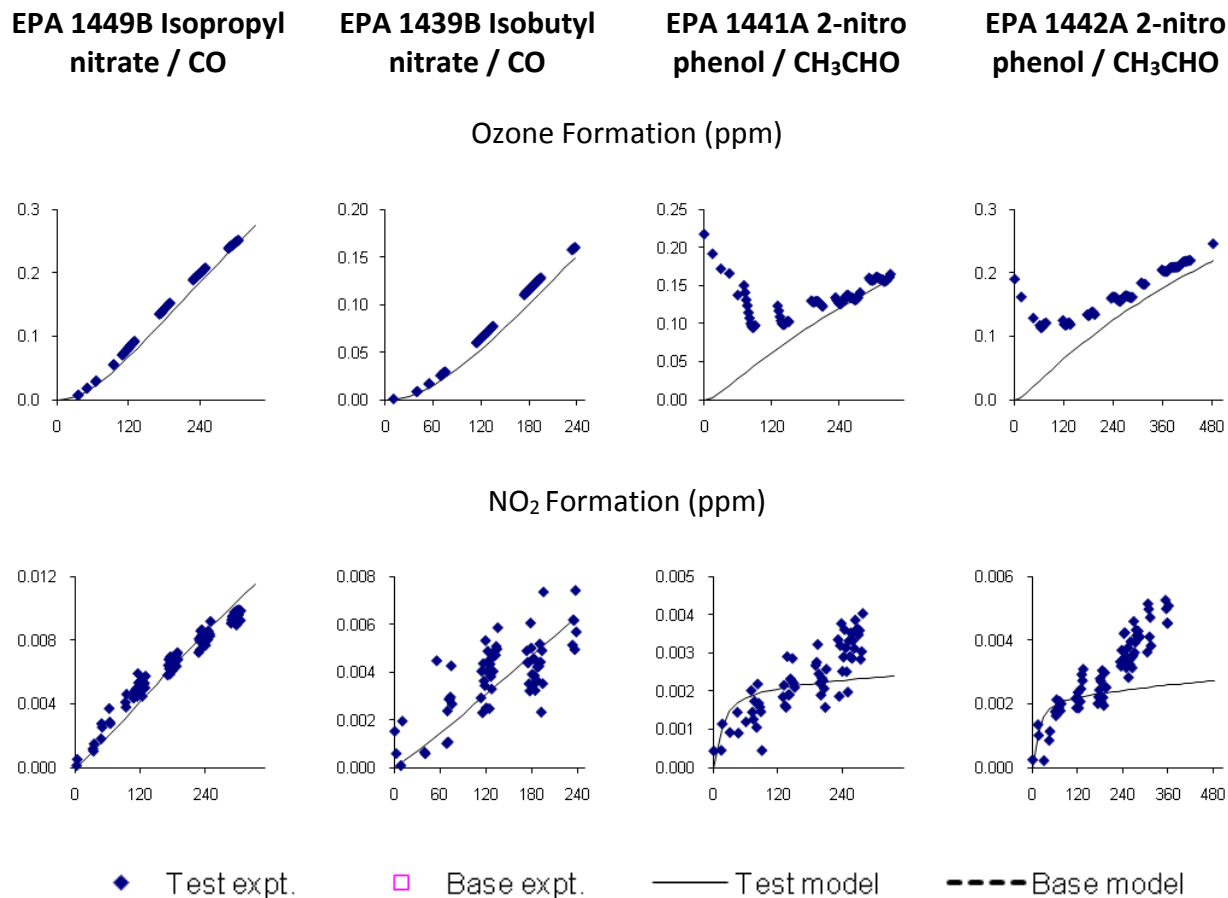 EPA 1449B Isopropyl nitrate / CO
EPA 1439B Isobutyl nitrate / CO
EPA 1441A 2-nitro phenol / CH₃CHO
EPA 1442A 2-nitro phenol / CH₃CHO
Ozone Formation (ppm)
0.3
0.2
0.1
0.0
0 120 240
0.20
0.15
0.10
0.05
0.00
0 60 120 180 240
0.25
0.20
0.15
0.10
0.05
0.00
0 120 240
0.3
0.2
0.1
0.0
0 120 240 360 480
NO₂ Formation (ppm)
0.012
0.008
0.004
0.000
0 120 240
0.008
0.006
0.004
0.002
0.000
0 60 120 180 240
0.005
0.004
0.003
0.002
0.001
0.000
0 120 240
0.006
0.004
0.002
0.000
0 120 240 360 480
Test expt. Base expt. Test model Base model